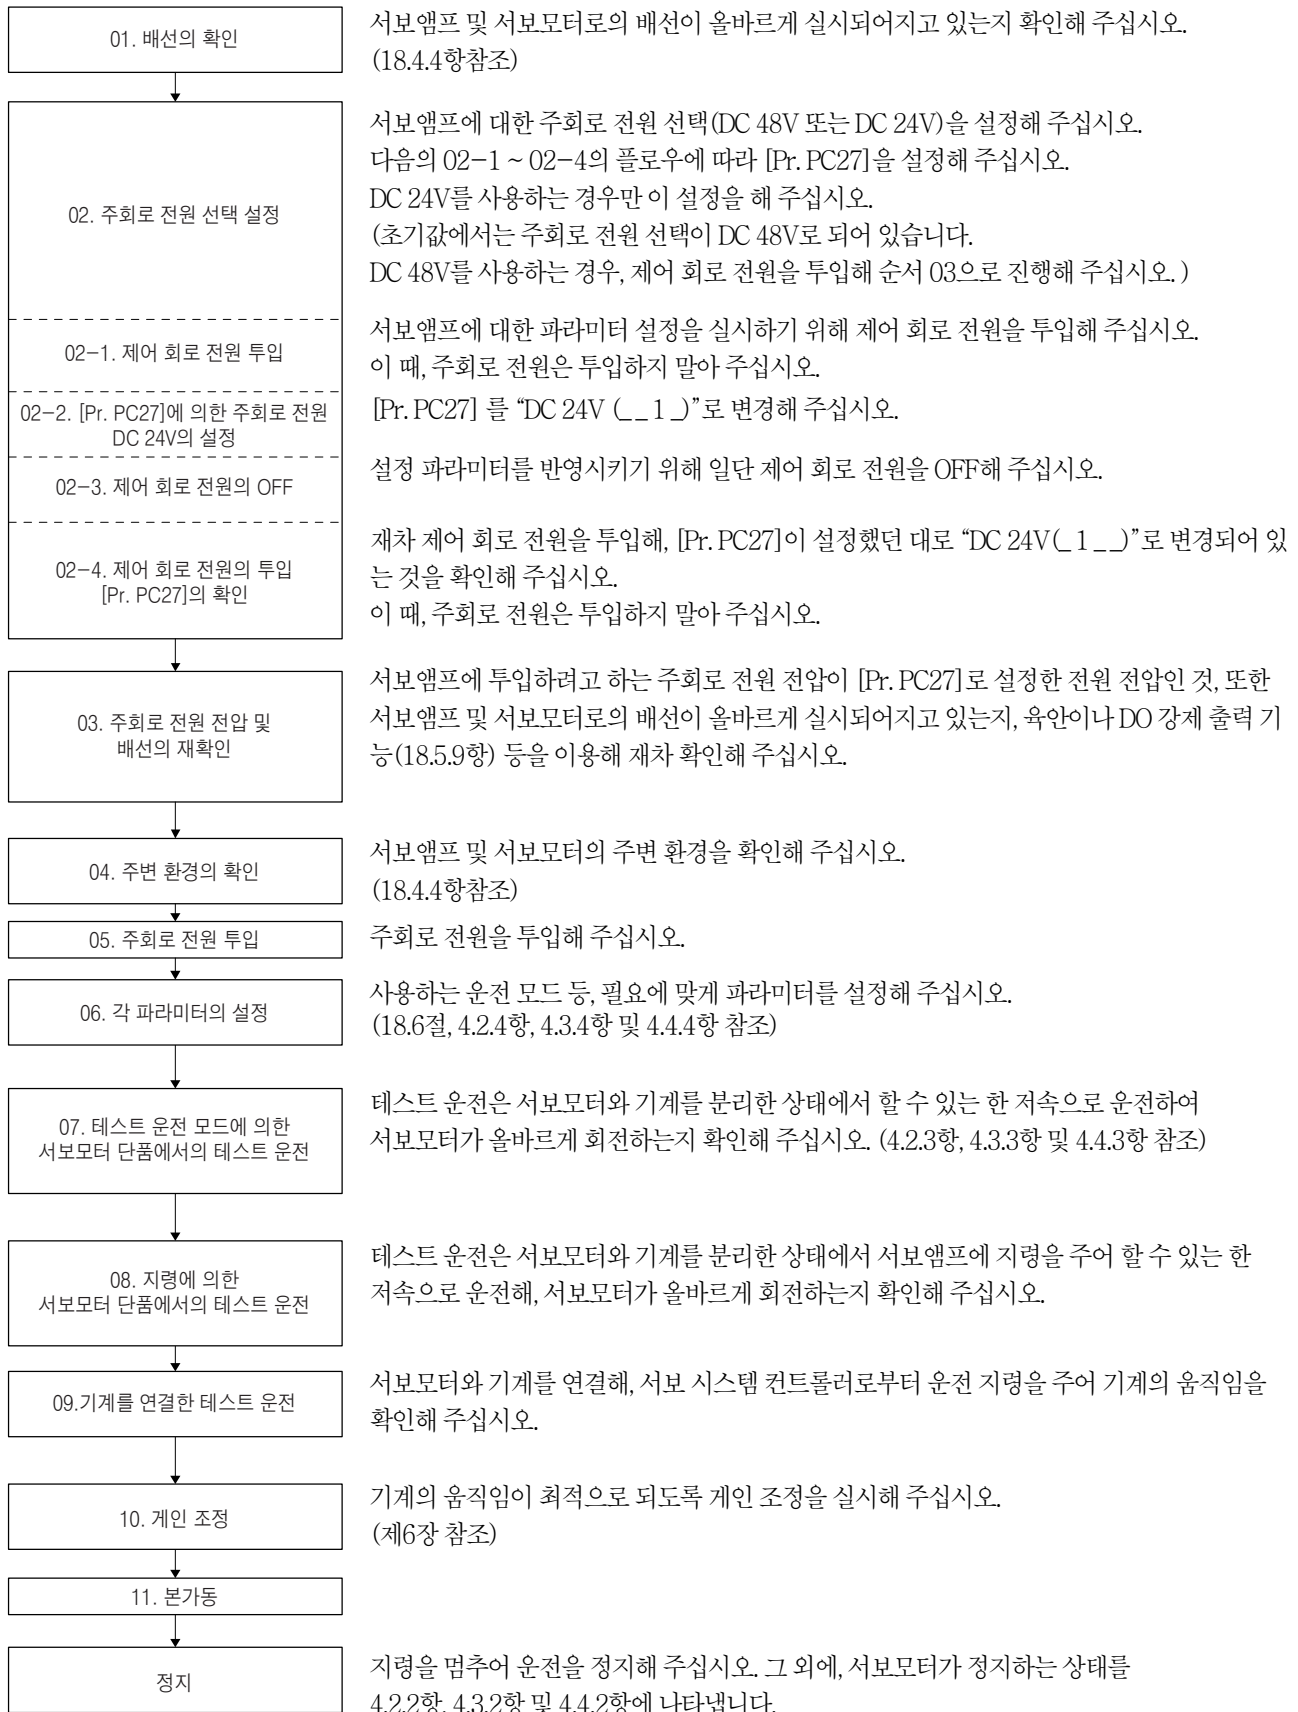 01. 배선의 확인
서보앰프 및 서보모터로의 배선이 올바르게 실시되어지고 있는지 확인해 주십시오.
(18.4.4항참조)
02. 주회로 전원 선택 설정
서보앰프에 대한 주회로 전원 선택(DC 48V 또는 DC 24V)을 설정해 주십시오.
다음의 02-1 ~ 02-4의 플로우에 따라 [Pr. PC27]을 설정해 주십시오.
DC 24V를 사용하는 경우만 이 설정을 해 주십시오.
(초기값에서는 주회로 전원 선택이 DC 48V로 되어 있습니다.
DC 48V를 사용하는 경우, 제어 회로 전원을 투입해 순서 03으로 진행해 주십시오. )
02-1. 제어 회로 전원 투입
서보앰프에 대한 파라미터 설정을 실시하기 위해 제어 회로 전원을 투입해 주십시오.
이 때, 주회로 전원은 투입하지 말아 주십시오.
02-2. [Pr. PC27]에 의한 주회로 전원
DC 24V의 설정
[Pr. PC27] 를 “DC 24V (_ _ 1 _)”로 변경해 주십시오.
02-3. 제어 회로 전원의 OFF
설정 파라미터를 반영시키기 위해 일단 제어 회로 전원을 OFF해 주십시오.
02-4. 제어 회로 전원의 투입
[Pr. PC27]의 확인
재차 제어 회로 전원을 투입해, [Pr. PC27]이 설정했던 대로 “DC 24V(_ 1 _ _)”로 변경되어 있
는 것을 확인해 주십시오.
이 때, 주회로 전원은 투입하지 말아 주십시오.
03. 주회로 전원 전압 및
배선의 재확인
서보앰프에 투입하려고 하는 주회로 전원 전압이 [Pr. PC27]로 설정한 전원 전압인 것, 또한
서보앰프 및 서보모터로의 배선이 올바르게 실시되어지고 있는지, 육안이나 DO 강제 출력 기
능(18.5.9항) 등을 이용해 재차 확인해 주십시오.
04. 주변 환경의 확인
서보앰프 및 서보모터의 주변 환경을 확인해 주십시오.
(18.4.4항참조)
05. 주회로 전원 투입
주회로 전원을 투입해 주십시오.
06. 각 파라미터의 설정
사용하는 운전 모드 등, 필요에 맞게 파라미터를 설정해 주십시오.
(18.6절, 4.2.4항, 4.3.4항 및 4.4.4항 참조)
07. 테스트 운전 모드에 의한
서보모터 단품에서의 테스트 운전
테스트 운전은 서보모터와 기계를 분리한 상태에서 할 수 있는 한 저속으로 운전하여
서보모터가 올바르게 회전하는지 확인해 주십시오. (4.2.3항, 4.3.3항 및 4.4.3항 참조)
08. 지령에 의한
서보모터 단품에서의 테스트 운전
테스트 운전은 서보모터와 기계를 분리한 상태에서 서보앰프에 지령을 주어 할 수 있는 한
저속으로 운전해, 서보모터가 올바르게 회전하는지 확인해 주십시오.
09.기계를 연결한 테스트 운전
서보모터와 기계를 연결해, 서보 시스템 컨트롤러로부터 운전 지령을 주어 기계의 움직임을
확인해 주십시오.
10. 게인 조정
기계의 움직임이 최적으로 되도록 게인 조정을 실시해 주십시오.
(제6장 참조)
11. 본가동
정지
지령을 멈추어 운전을 정지해 주십시오. 그 외에, 서보모터가 정지하는 상태를
4.2.2항, 4.3.2항 및 4.4.2항에 나타냅니다.